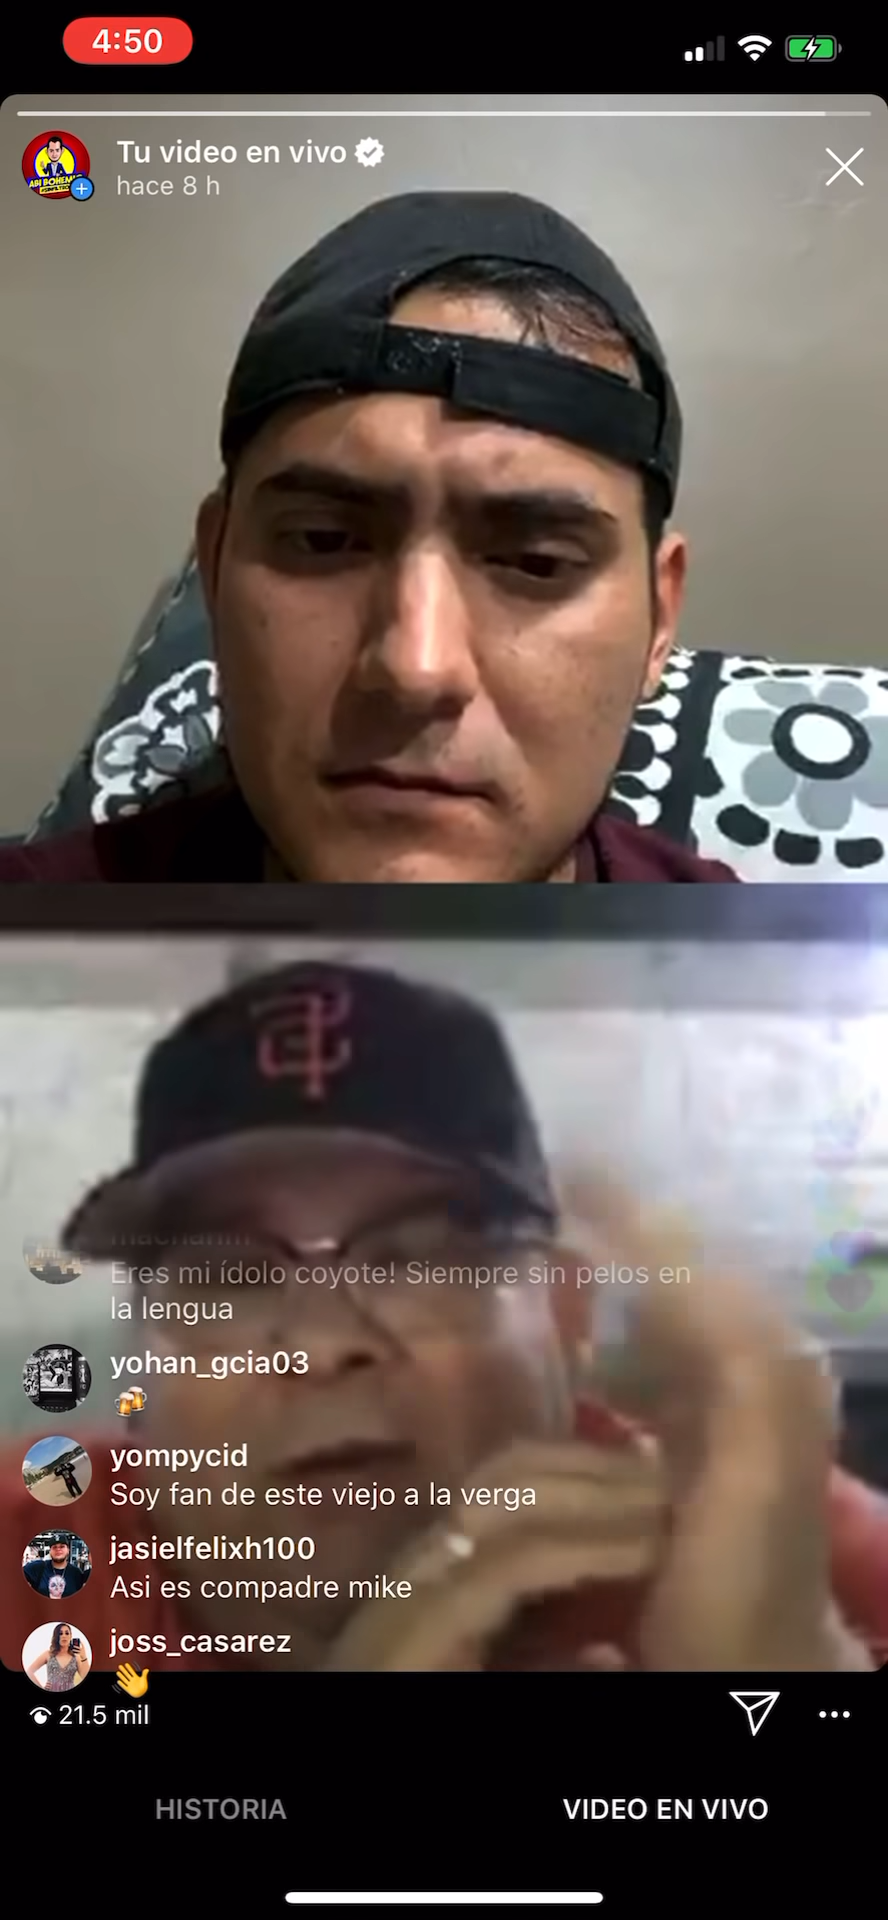 4:50
Tu video en vivo
hace 8 h
ABI BOHEMIO
Eres mi ídolo coyote! Siempre sin pelos en
la lengua
yohan_gcia03
yompycid
Soy fan de este viejo a la verga
jasielfelixh100
Asi es compadre mike
joss_casarez
21.5 mil
HISTORIA
VIDEO EN VIVO